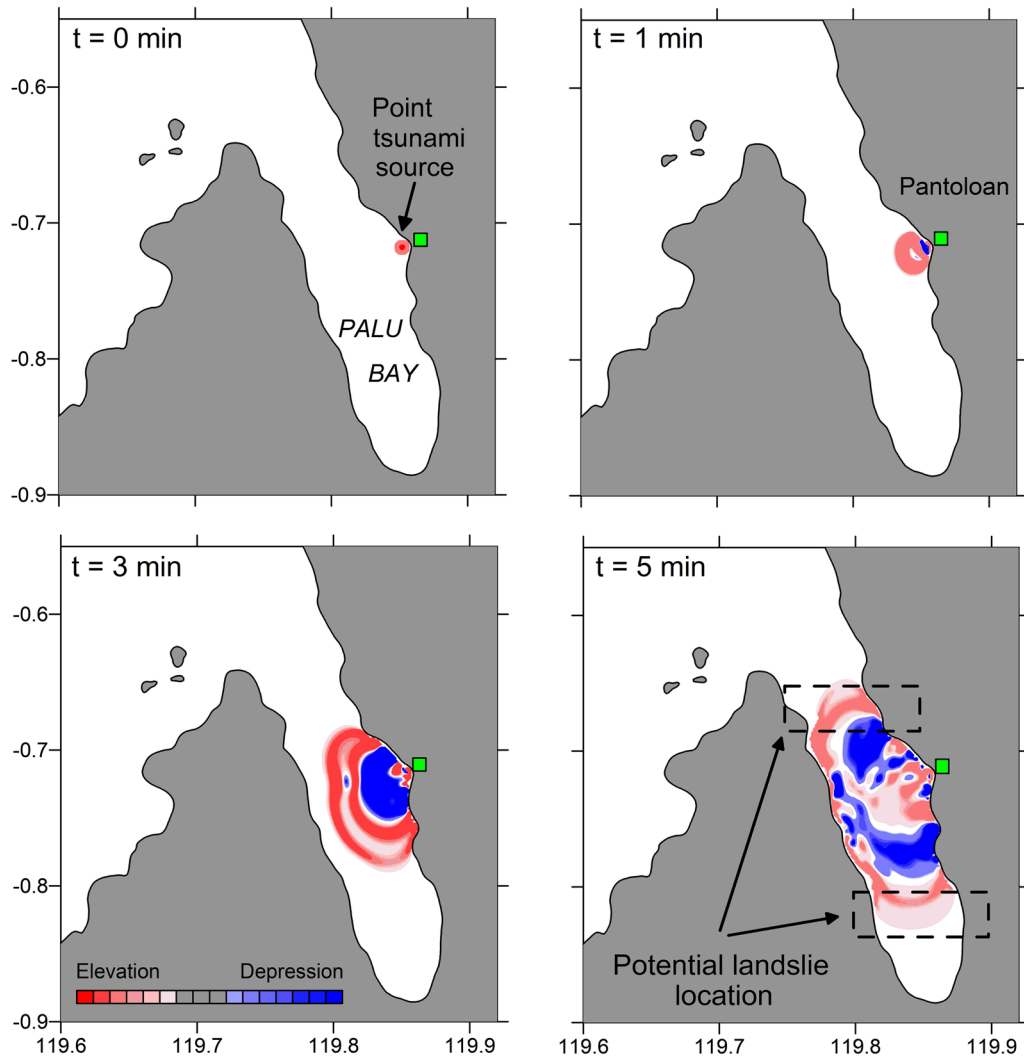 t = 0 min
Point
tsunami
source
PALU
BAY
-0.6
-0.7
-0.8
-0.9
t = 1 min
Pantoloan
t = 3 min
-0.6
-0.7
-0.8
-0.9
Elevation
Depression
119.6
119.7
119.8
119.9
t = 5 min
Potential landslie
location
119.6
119.7
119.8
119.9